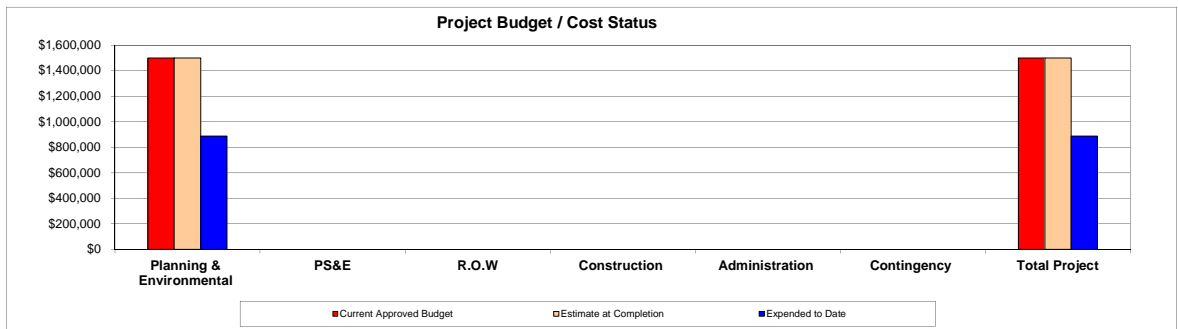 Project Budget / Cost Status
$1,600,000
$1,400,000
$1,200,000
$1,000,000
$800,000
$600,000
$400,000
$200,000
$0
Planning &
Environmental
PS&E
R.O.W
Construction
Administration
Contingency
Total Project
Current Approved Budget
Estimate at Completion
Expended to Date